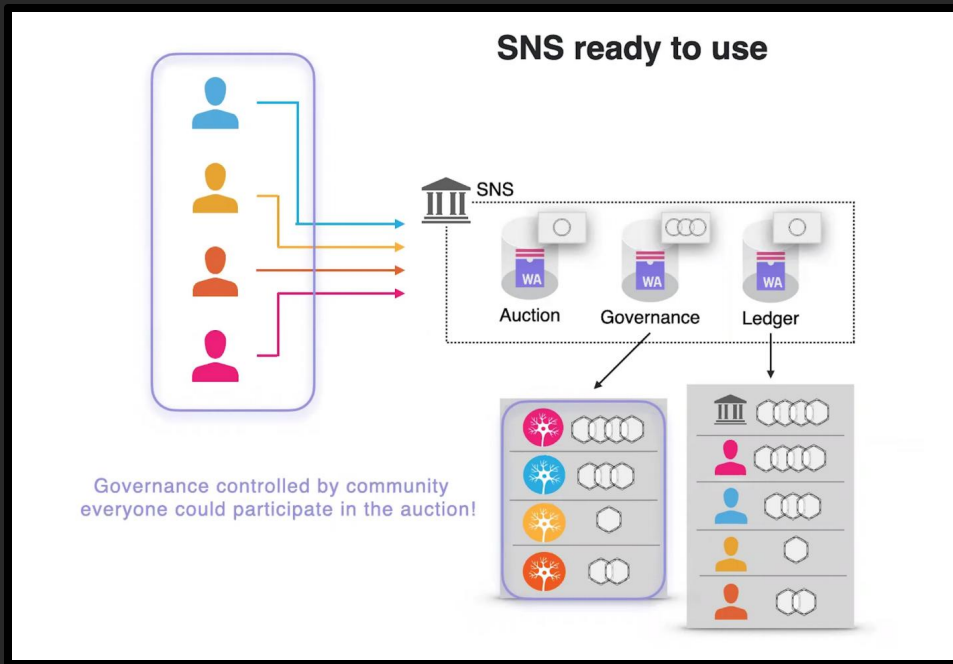 SNS ready to use
SNS
WA
WA
WA
Auction
Governance
Ledger
Governance controlled by community
everyone could participate in the auction!